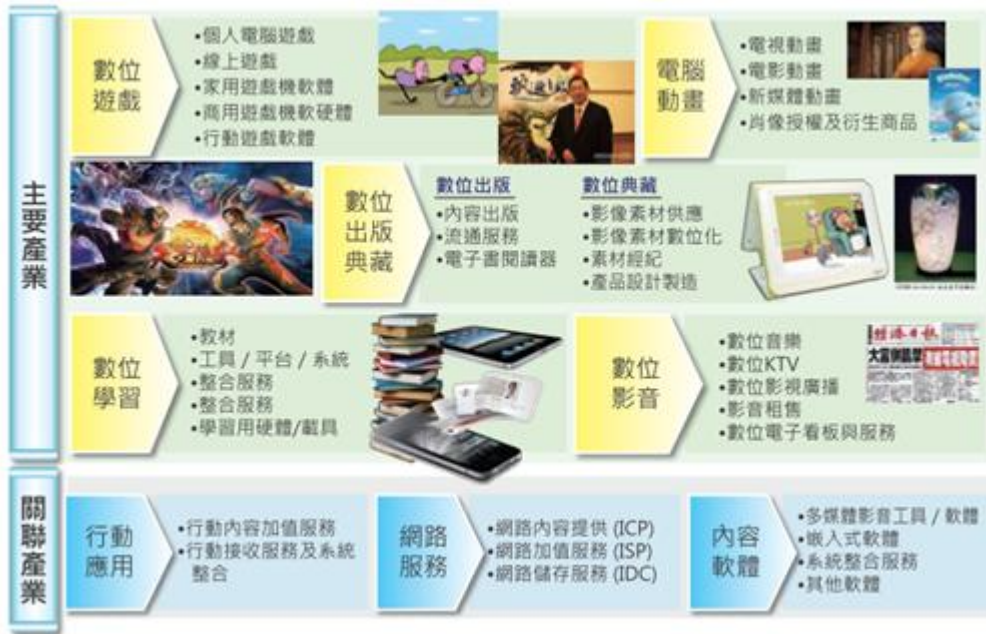 主要產業
數位
遊戲
•個人電腦遊戲
•線上遊戲
•家用遊戲機軟體
•商用遊戲機軟硬體
•行動遊戲軟體
電腦
動畫
•電視動畫
•電影動畫
•新媒體動畫
•肖像授權及衍生商品
數位
出版
典藏
數位出版
•內容出版
•流通服務
•電子書閱讀器
數位典藏
•影像素材供應
•影像素材數位化
•素材經紀
•產品設計製造
數位
學習
•教材
•工具 / 平台 / 系統
•整合服務
•整合服務
•學習用硬體/載具
數位
影音
•數位音樂
•數位KTV
•數位影視廣播
•影音租售
•數位電子看板與服務
經濟日報
關聯產業
行動
應用
•行動內容加值服務
•行動接收服務及系統
整合
網路
服務
•網路內容提供 (ICP)
•網路加值服務 (ISP)
•網路儲存服務 (IDC)
內容
軟體
•多媒體影音工具 / 軟體
•嵌入式軟體
•系統整合服務
•其他軟體